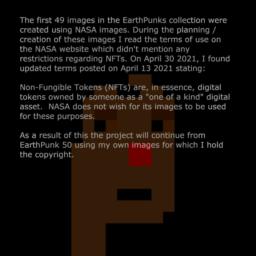 The first 49 images in the EarthPunks collection were
created using NASA images. During the planning /
creation of these images I read the terms of use on
the NASA website which didn't mention any
restrictions regarding NFTs. On April 30 2021, I found
updated terms posted on April 13 2021 stating:
Non-Fungible Tokens (NFTs) are, in essence, digital
tokens owned by someone as a "one of a kind" digital
asset.  NASA does not wish for its images to be used
for these purposes.
As a result of this the project will continue from
EarthPunk 50 using my own images for which I hold
the copyright.